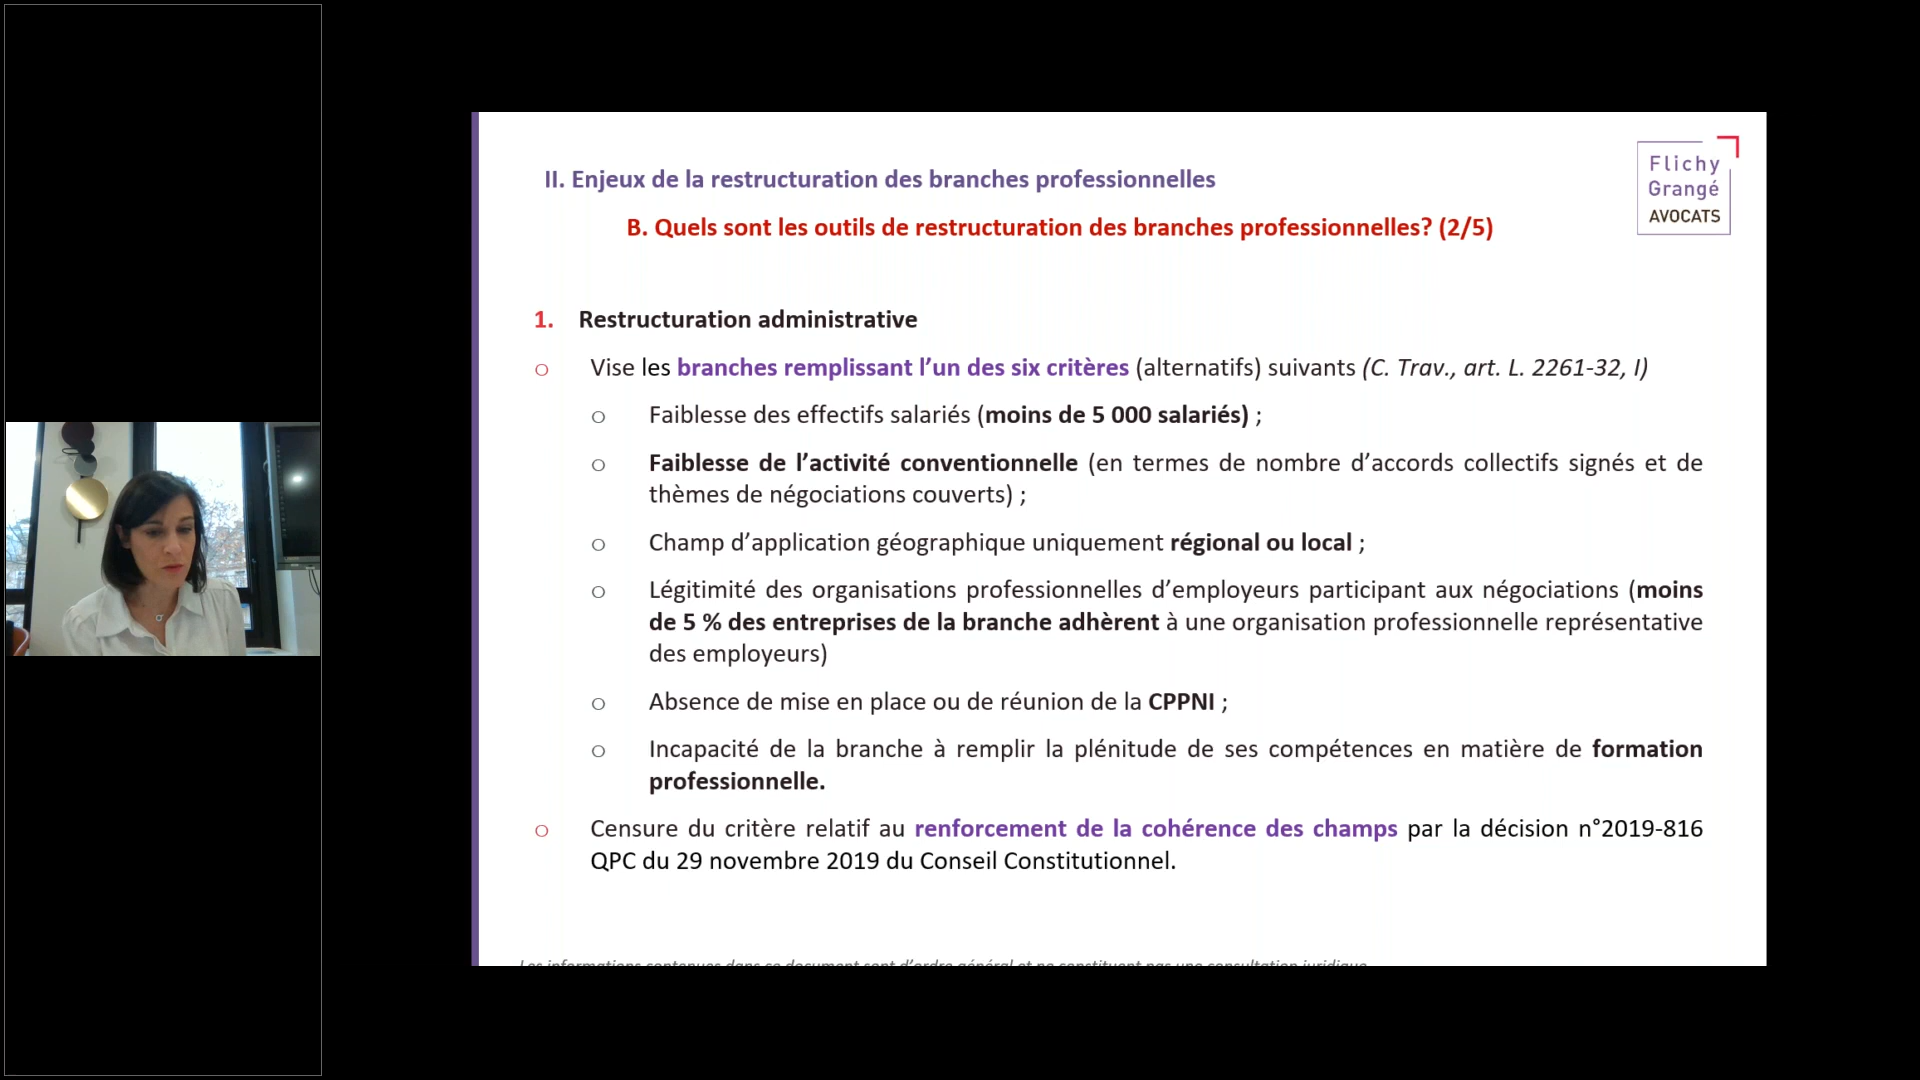 Flichy
Grangé
AVOCATS
II. Enjeux de la restructuration des branches professionnelles
B. Quels sont les outils de restructuration des branches professionnelles? (2/5)
1. Restructuration administrative
o Vise les branches remplissant l’un des six critères (alternatifs) suivants (C. Trav., art. L. 2261-32, I)
o Faiblesse des effectifs salariés (moins de 5 000 salariés) ;
o Faiblesse de l’activité conventionnelle (en termes de nombre d’accords collectifs signés et de
thèmes de négociations couverts) ;
o Champ d’application géographique uniquement régional ou local ;
o Légitimité des organisations professionnelles d’employeurs participant aux négociations (moins
de 5 % des entreprises de la branche adhèrent à une organisation professionnelle représentative
des employeurs)
o Absence de mise en place ou de réunion de la CPPNI ;
o Incapacité de la branche à remplir la plénitude de ses compétences en matière de formation
professionnelle.
o Censure du critère relatif au renforcement de la cohérence des champs par la décision n°2019-816
QPC du 29 novembre 2019 du Conseil Constitutionnel.
Les informations contenues dans ce document sont d’ordre général et ne constituent pas une consultation juridique